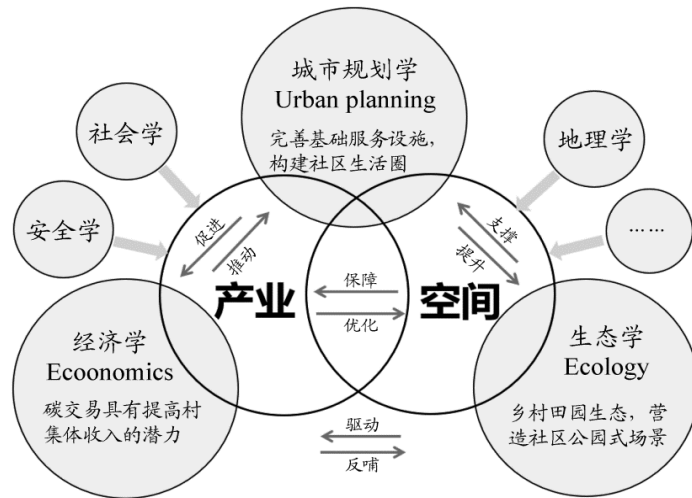 城市规划学
Urban planning
完善基础服务设施，
构建社区生活圈
社会学
地理学
安全学
……
促进
推动
支撑
提升
产业
保障
优化
空间
经济学
Ecoonomics
碳交易具有提高村
集体收入的潜力
生态学
Ecology
乡村田园生态，营
造社区公园式场景
驱动
反哺